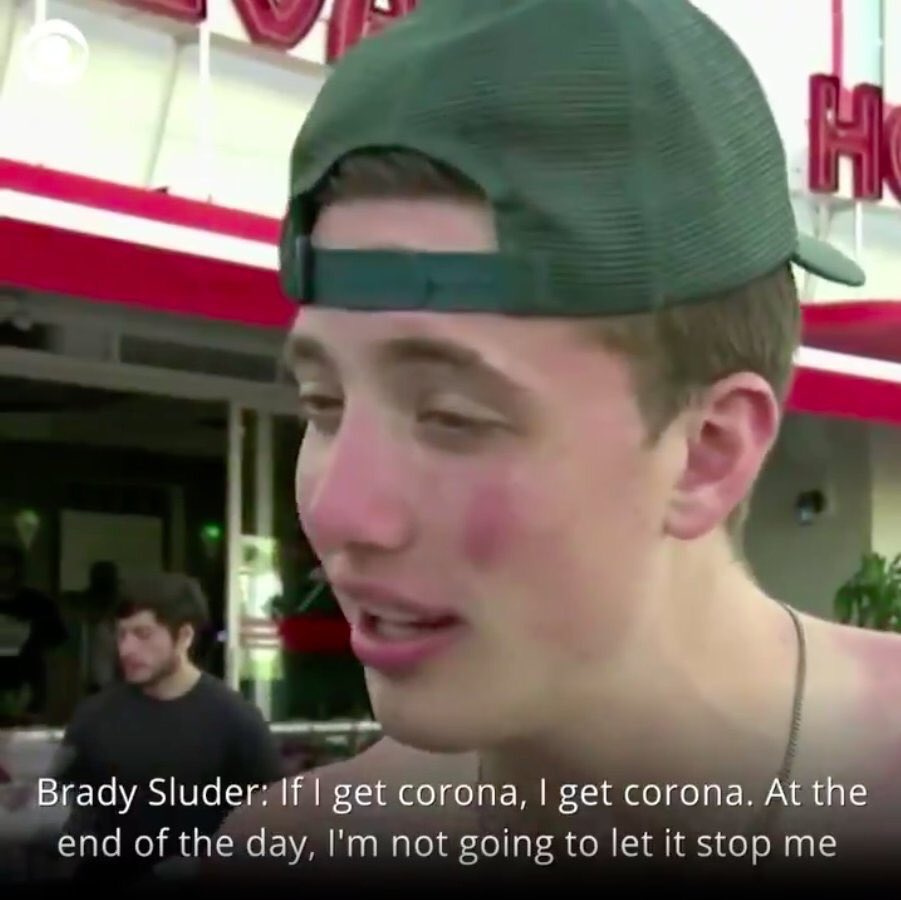 H
Brady Sluder: If I get corona, I get corona. At the
end of the day, I'm not going to let it stop me